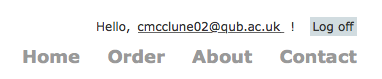 Hello, cmcclune02@qub.ac.uk ! Log off
Home Order About Contact